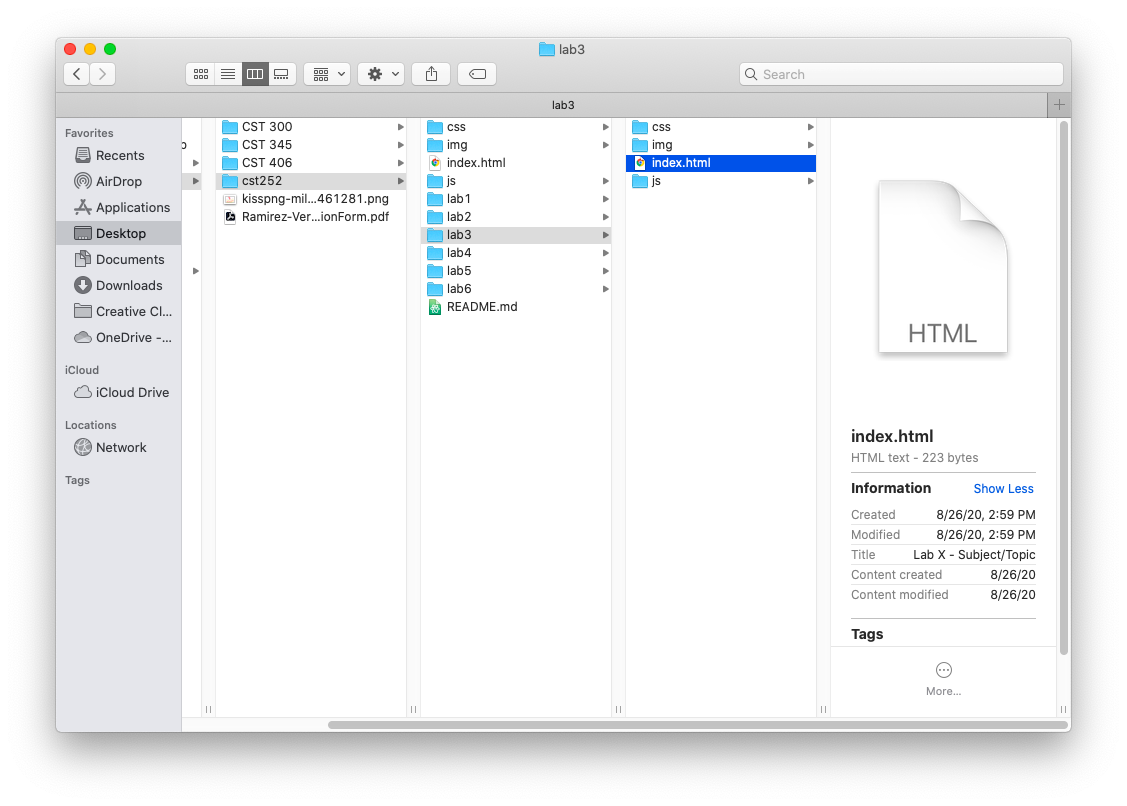 lab3
Search
lab3
Favorites
Recents
AirDrop
Applications
Desktop
Documents
Downloads
Creative Cl...
OneDrive -...
iCloud
iCloud Drive
Locations
Network
Tags
CST 300
CST 345
CST 406
cst252
kisspng-mil...461281.png
Ramirez-Ver...ionForm.pdf
css
img
index.html
js
lab1
lab2
lab3
lab4
lab5
lab6
README.md
css
img
index.html
js
HTML
index.html
HTML text - 223 bytes
Information Show Less
Created 8/26/20, 2:59 PM
Modified 8/26/20, 2:59 PM
Title Lab X - Subject/Topic
Content created 8/26/20
Content modified 8/26/20
Tags
More...